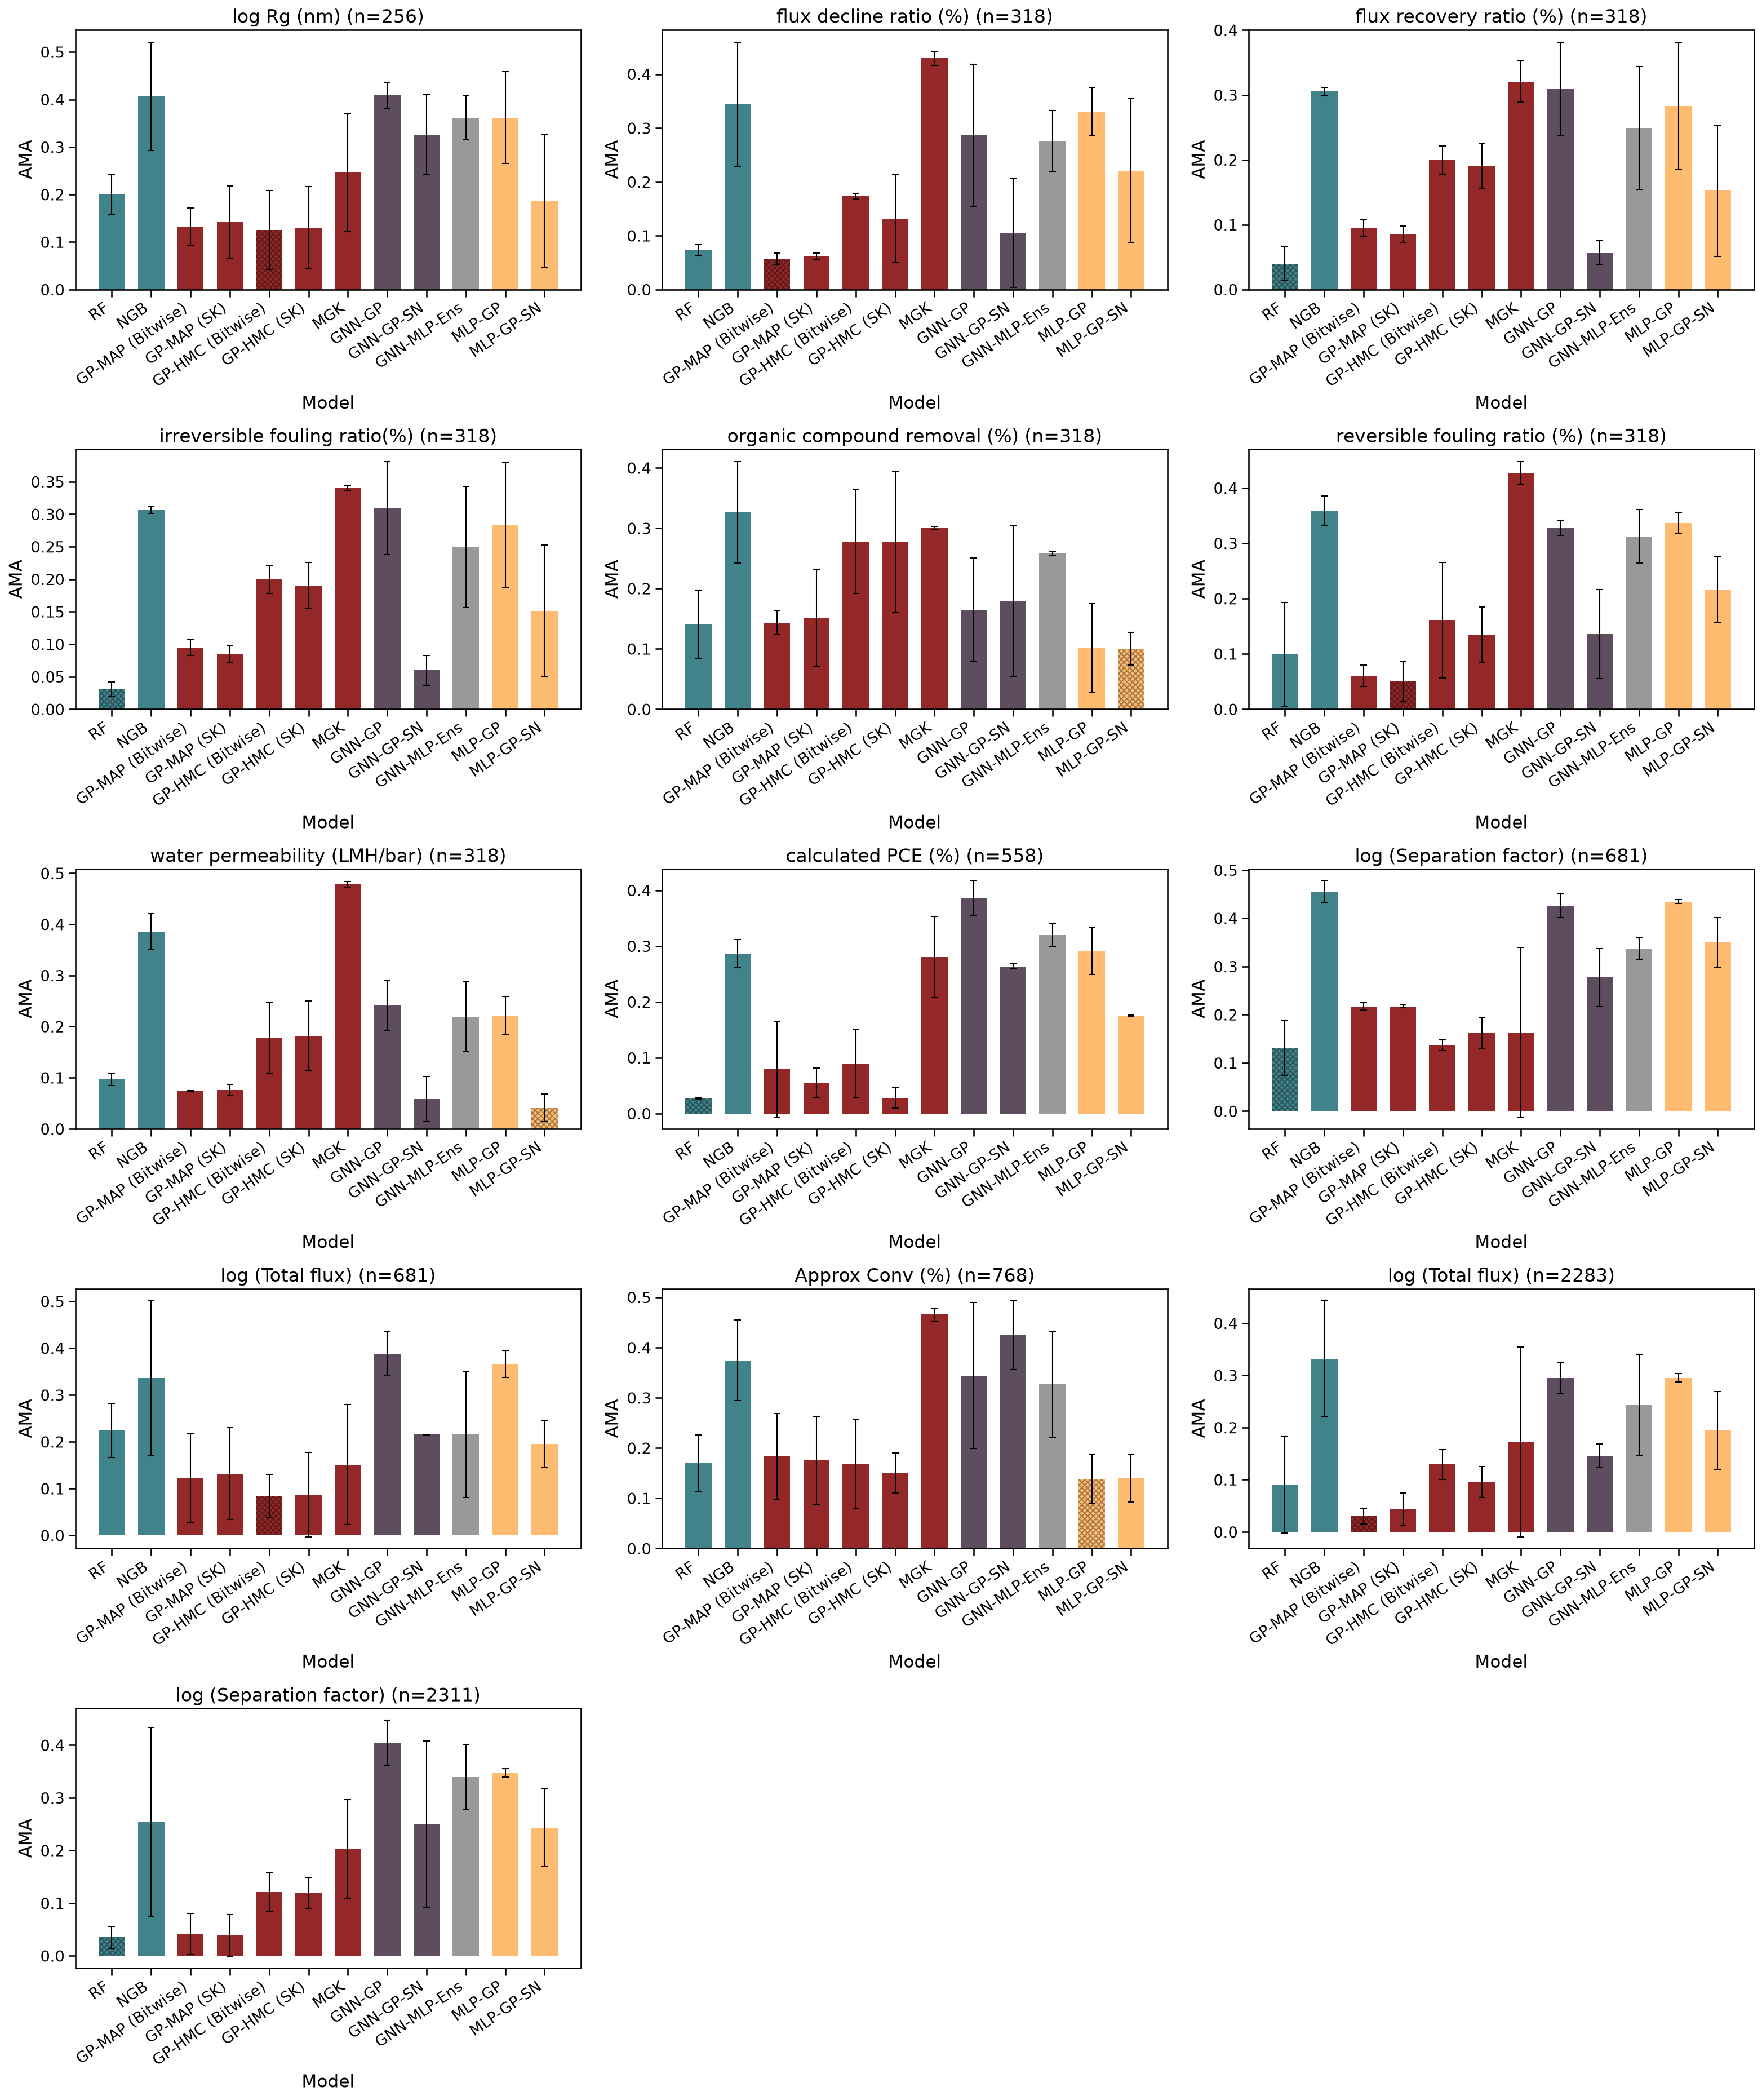 log Rg (nm) (n=256)
AMA
0.5
0.4
0.3
0.2
0.1
0.0
RF
NGB
GP-MAP (Bitwise)
GP-MAP (SK)
GP-HMC (Bitwise)
GP-HMC (SK)
MGK
GNN-GP
GNN-GP-SN
GNN-MLP-Ens
MLP-GP
MLP-GP-SN
Model
flux decline ratio (%) (n=318)
AMA
0.4
0.3
0.2
0.1
0.0
RF
NGB
GP-MAP (Bitwise)
GP-MAP (SK)
GP-HMC (Bitwise)
GP-HMC (SK)
MGK
GNN-GP
GNN-GP-SN
GNN-MLP-Ens
MLP-GP
MLP-GP-SN
Model
flux recovery ratio (%) (n=318)
AMA
0.4
0.3
0.2
0.1
0.0
RF
NGB
GP-MAP (Bitwise)
GP-MAP (SK)
GP-HMC (Bitwise)
GP-HMC (SK)
MGK
GNN-GP
GNN-GP-SN
GNN-MLP-Ens
MLP-GP
MLP-GP-SN
Model
irreversible fouling ratio(%) (n=318)
AMA
0.35
0.30
0.25
0.20
0.15
0.10
0.05
0.00
RF
NGB
GP-MAP (Bitwise)
GP-MAP (SK)
GP-HMC (Bitwise)
GP-HMC (SK)
MGK
GNN-GP
GNN-GP-SN
GNN-MLP-Ens
MLP-GP
MLP-GP-SN
Model
organic compound removal (%) (n=318)
AMA
0.4
0.3
0.2
0.1
0.0
RF
NGB
GP-MAP (Bitwise)
GP-MAP (SK)
GP-HMC (Bitwise)
GP-HMC (SK)
MGK
GNN-GP
GNN-GP-SN
GNN-MLP-Ens
MLP-GP
MLP-GP-SN
Model
reversible fouling ratio (%) (n=318)
AMA
0.4
0.3
0.2
0.1
0.0
RF
NGB
GP-MAP (Bitwise)
GP-MAP (SK)
GP-HMC (Bitwise)
GP-HMC (SK)
MGK
GNN-GP
GNN-GP-SN
GNN-MLP-Ens
MLP-GP
MLP-GP-SN
Model
water permeability (LMH/bar) (n=318)
AMA
0.5
0.4
0.3
0.2
0.1
0.0
RF
NGB
GP-MAP (Bitwise)
GP-MAP (SK)
GP-HMC (Bitwise)
GP-HMC (SK)
MGK
GNN-GP
GNN-GP-SN
GNN-MLP-Ens
MLP-GP
MLP-GP-SN
Model
calculated PCE (%) (n=558)
AMA
0.4
0.3
0.2
0.1
0.0
RF
NGB
GP-MAP (Bitwise)
GP-MAP (SK)
GP-HMC (Bitwise)
GP-HMC (SK)
MGK
GNN-GP
GNN-GP-SN
GNN-MLP-Ens
MLP-GP
MLP-GP-SN
Model
log (Separation factor) (n=681)
AMA
0.5
0.4
0.3
0.2
0.1
0.0
RF
NGB
GP-MAP (Bitwise)
GP-MAP (SK)
GP-HMC (Bitwise)
GP-HMC (SK)
MGK
GNN-GP
GNN-GP-SN
GNN-MLP-Ens
MLP-GP
MLP-GP-SN
Model
log (Total flux) (n=681)
AMA
0.5
0.4
0.3
0.2
0.1
0.0
RF
NGB
GP-MAP (Bitwise)
GP-MAP (SK)
GP-HMC (Bitwise)
GP-HMC (SK)
MGK
GNN-GP
GNN-GP-SN
GNN-MLP-Ens
MLP-GP
MLP-GP-SN
Model
Approx Conv (%) (n=768)
AMA
0.5
0.4
0.3
0.2
0.1
0.0
RF
NGB
GP-MAP (Bitwise)
GP-MAP (SK)
GP-HMC (Bitwise)
GP-HMC (SK)
MGK
GNN-GP
GNN-GP-SN
GNN-MLP-Ens
MLP-GP
MLP-GP-SN
Model
log (Total flux) (n=2283)
AMA
0.4
0.3
0.2
0.1
0.0
RF
NGB
GP-MAP (Bitwise)
GP-MAP (SK)
GP-HMC (Bitwise)
GP-HMC (SK)
MGK
GNN-GP
GNN-GP-SN
GNN-MLP-Ens
MLP-GP
MLP-GP-SN
Model
log (Separation factor) (n=2311)
AMA
0.4
0.3
0.2
0.1
0.0
RF
NGB
GP-MAP (Bitwise)
GP-MAP (SK)
GP-HMC (Bitwise)
GP-HMC (SK)
MGK
GNN-GP
GNN-GP-SN
GNN-MLP-Ens
MLP-GP
MLP-GP-SN
Model